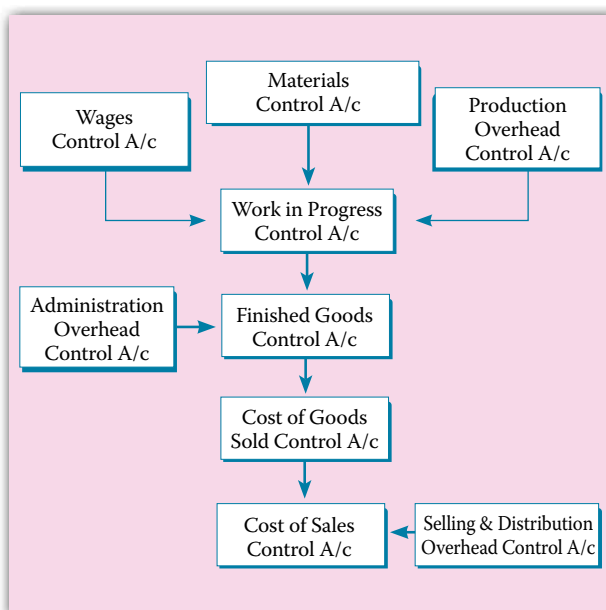 Materials
Control A/c
Wages
Control A/c
Production
Overhead
Control A/c
Work in Progress
Control A/c
Administration
Overhead
Control A/c
Finished Goods
Control A/c
Cost of Goods
Sold Control A/c
Cost of Sales
Control A/c
Selling & Distribution
Overhead Control A/c